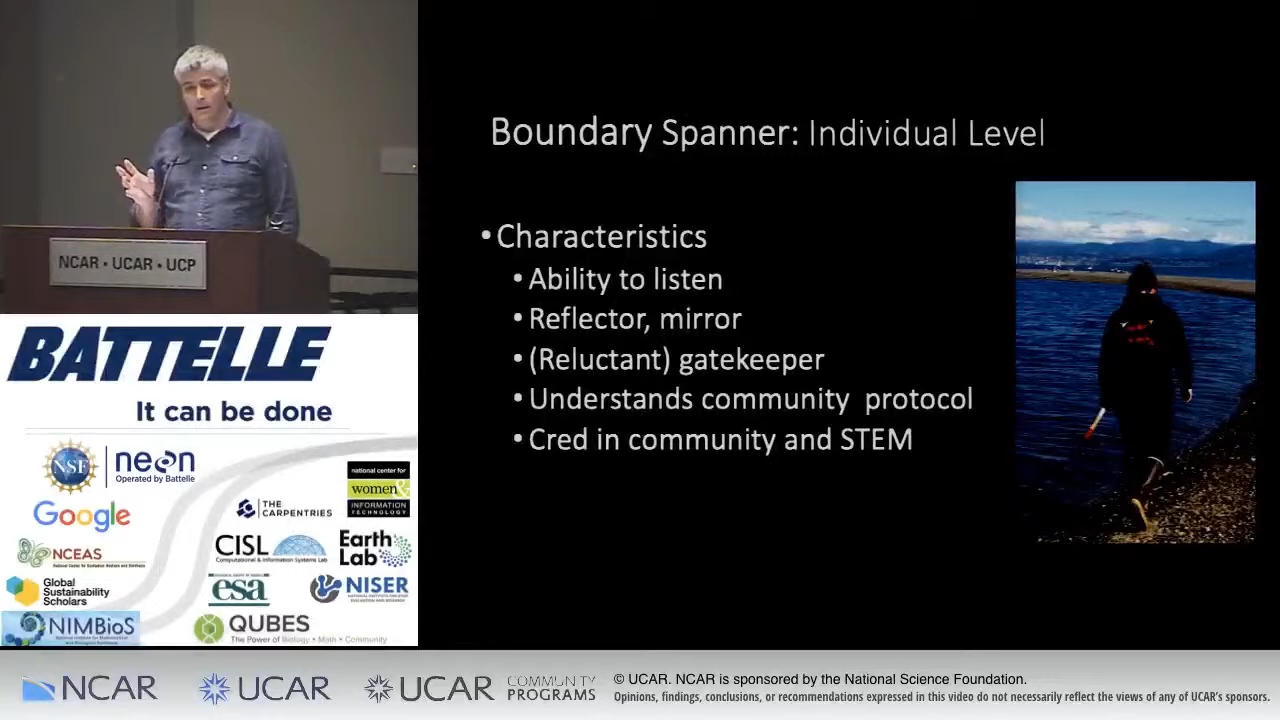 Boundary Spanner: Individual Level
•Characteristics
•Ability to listen
•Reflector, mirror
•(Reluctant) gatekeeper
•Understands community protocol
•Cred in community and STEM
NCAR • UCAR • UCP
BATTELLE
It can be done
NSF
neon
Operated by Battelle
national center for
women &
INFORMATION
TECHNOLOGY
Google
THE
CARPENTRIES
NCEAS
CISL
Computational & Information Systems Lab
Earth
Lab
Global
Sustainability
Scholars
esa
NISER
NIMBioS
QUBES
The Power of Biology • Math • Community
NCAR
UCAR
UCAR
COMMUNITY
PROGRAMS
© UCAR. NCAR is sponsored by the National Science Foundation.
Opinions, findings, conclusions, or recommendations expressed in this video do not necessarily reflect the views of any of UCAR's sponsors.